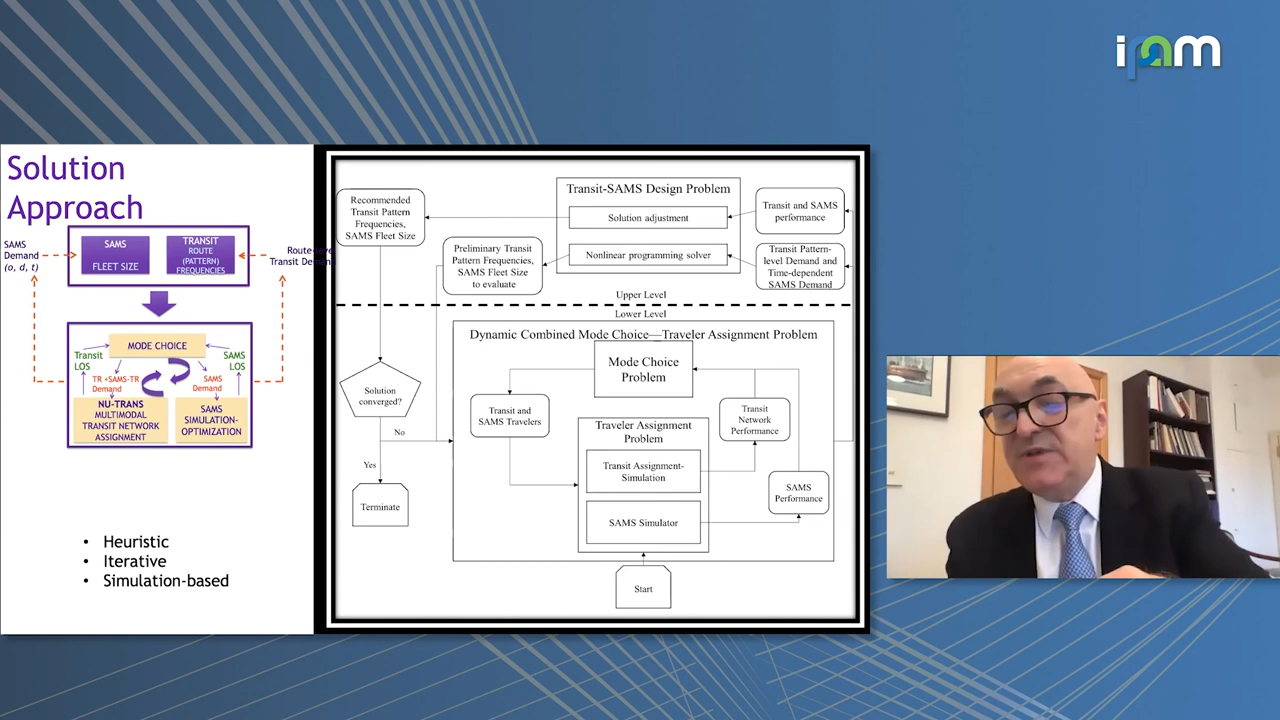 ipam
Solution
Approach
SAMS
Demand
(o, d, t)
SAMS
FLEET SIZE
TRANSIT
ROUTE
(PATTERN)
FREQUENCIES
Route-level
Transit Demand
MODE CHOICE
Transit
LOS
SAMS
LOS
TR +SAMS-TR
Demand
SAMS
Demand
NU-TRANS
MULTIMODAL
TRANSIT NETWORK
ASSIGNMENT
SAMS
SIMULATION-
OPTIMIZATION
• Heuristic
• Iterative
• Simulation-based
Recommended
Transit Pattern
Frequencies,
SAMS Fleet Size
Transit-SAMS Design Problem
Solution adjustment
Nonlinear programming solver
Transit and SAMS
performance
Preliminary Transit
Pattern Frequencies,
SAMS Fleet Size
to evaluate
Transit Pattern-
level Demand and
Time-dependent
SAMS Demand
Upper Level
Lower Level
Dynamic Combined Mode Choice—Traveler Assignment Problem
Mode Choice
Problem
Solution
converged?
No
Yes
Terminate
Transit and
SAMS Travelers
Traveler Assignment
Problem
Transit Assignment-
Simulation
SAMS Simulator
Transit
Network
Performance
SAMS
Performance
Start